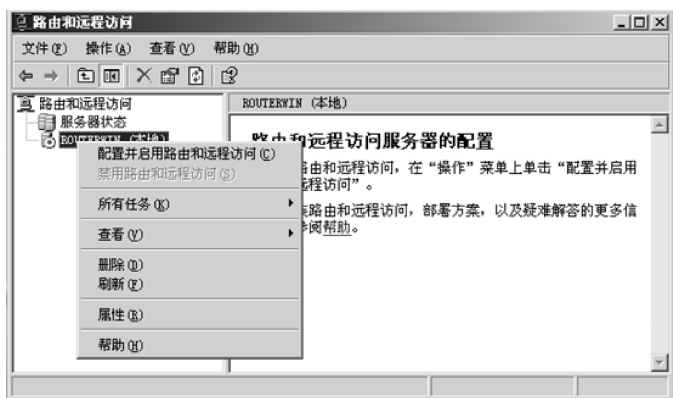 路由和远程访问
文件(F) 操作(A) 查看(V) 帮助(H)
路由和远程访问
服务器状态
ROUTERWIN (本地)
ROUTERWIN (本地)
路由和远程访问服务器的配置
由和远程访问，在“操作”菜单上单击“配置并启用
远程访问”。
路由和远程访问，部署方案，以及疑难解答的更多信
参阅帮助。
配置并启用路由和远程访问(C)
禁用路由和远程访问(S)
所有任务(K)
查看(V)
删除(D)
刷新(F)
属性(R)
帮助(H)